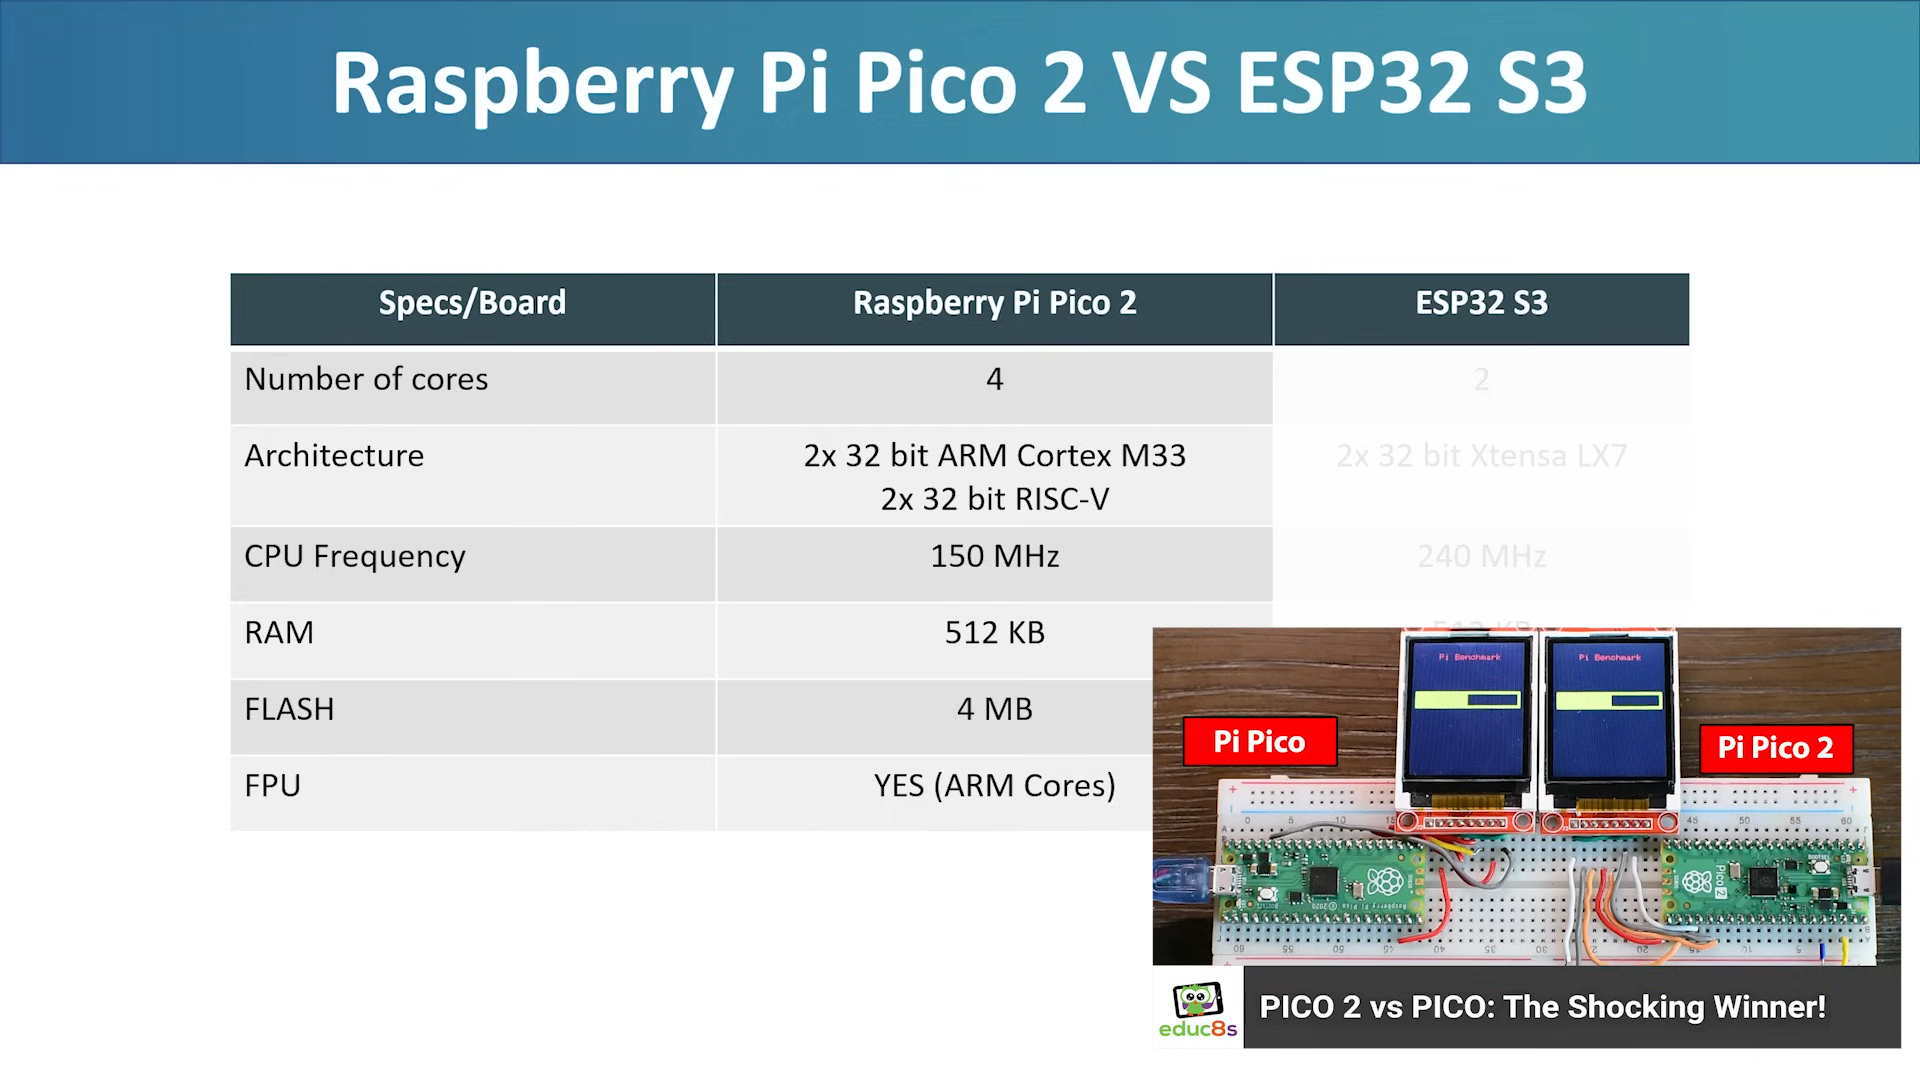 Raspberry Pi Pico 2 VS ESP32 S3
Specs/Board Raspberry Pi Pico 2 ESP32 S3
Number of cores 4 2
Architecture 2x 32 bit ARM Cortex M33 2x 32 bit Xtensa LX7
2x 32 bit RISC-V
CPU Frequency 150 MHz 240 MHz
RAM 512 KB
FLASH 4 MB
FPU YES (ARM Cores)
Pi Benchmark Pi Benchmark
Pi Pico
Pi Pico 2
educ8s
PICO 2 vs PICO: The Shocking Winner!